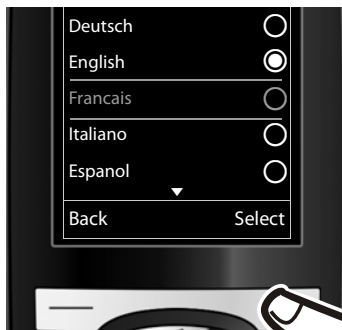 Deutsch
English
Francais
Italiano
Espanol
Back Select